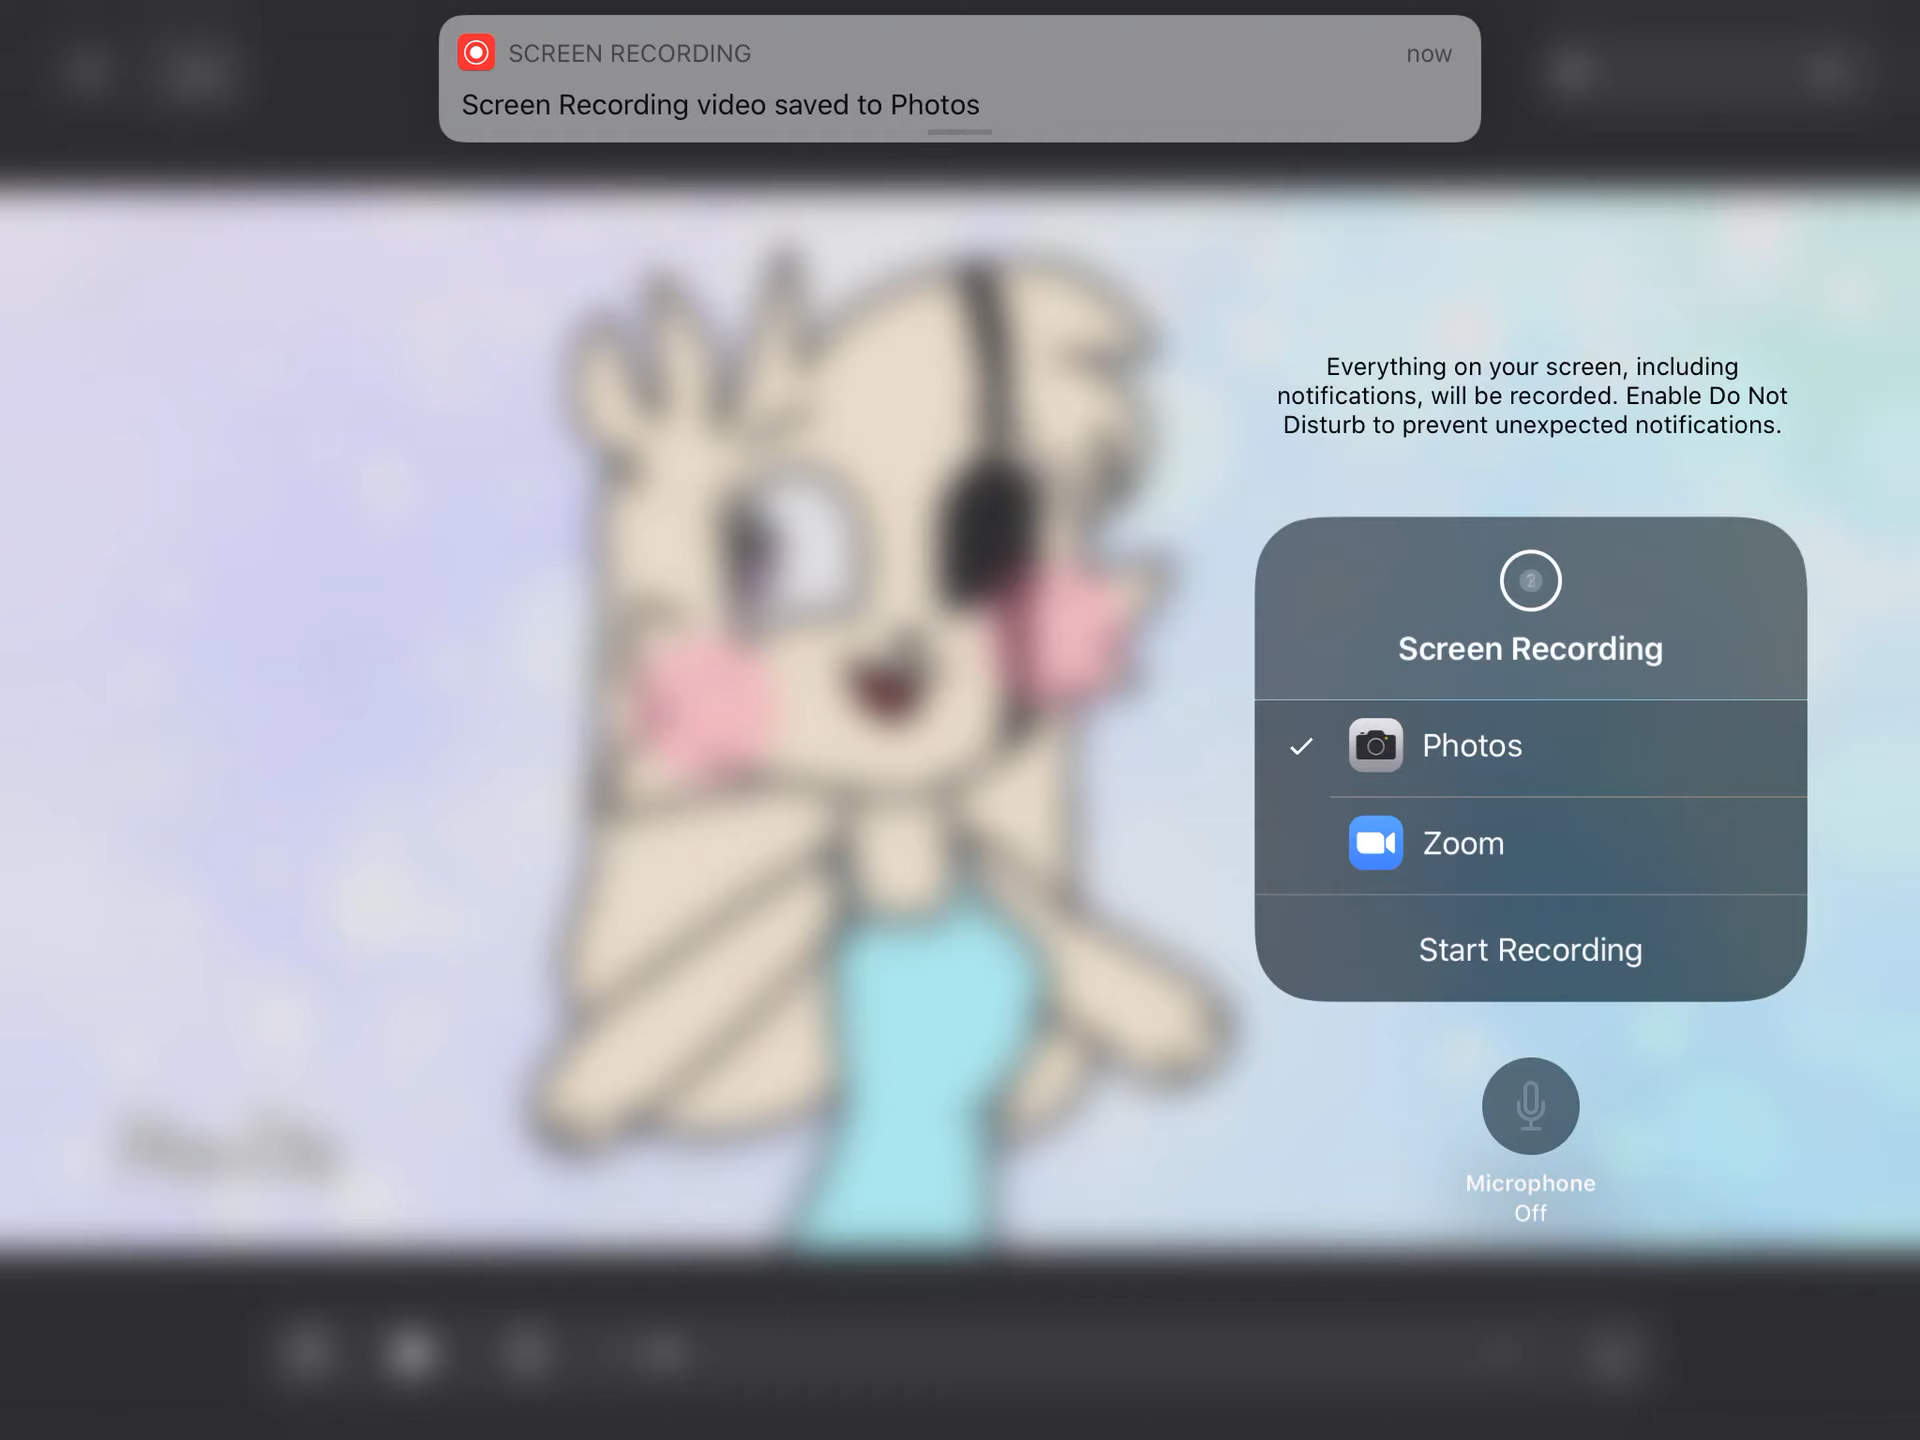 SCREEN RECORDING
now
Screen Recording video saved to Photos
Everything on your screen, including
notifications, will be recorded. Enable Do Not
Disturb to prevent unexpected notifications.
Screen Recording
Photos
Zoom
Start Recording
Microphone
Off